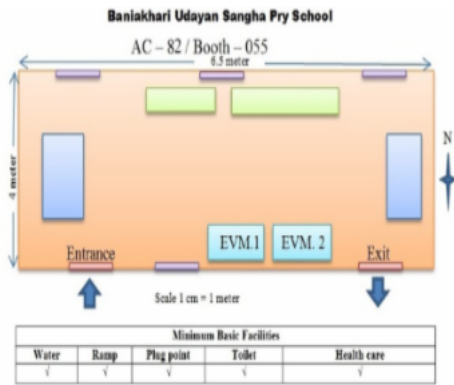 Baniakhari Udayan Sangha Pry School
AC – 82 / Booth – 055
6.5 meter
4 meter
N
EVM.1 EVM. 2
Entrance Exit
Scale 1 cm = 1 meter
Minimum Basic Facilities
Water Ramp Plug point Toilet Health care
√ √ √ √ √